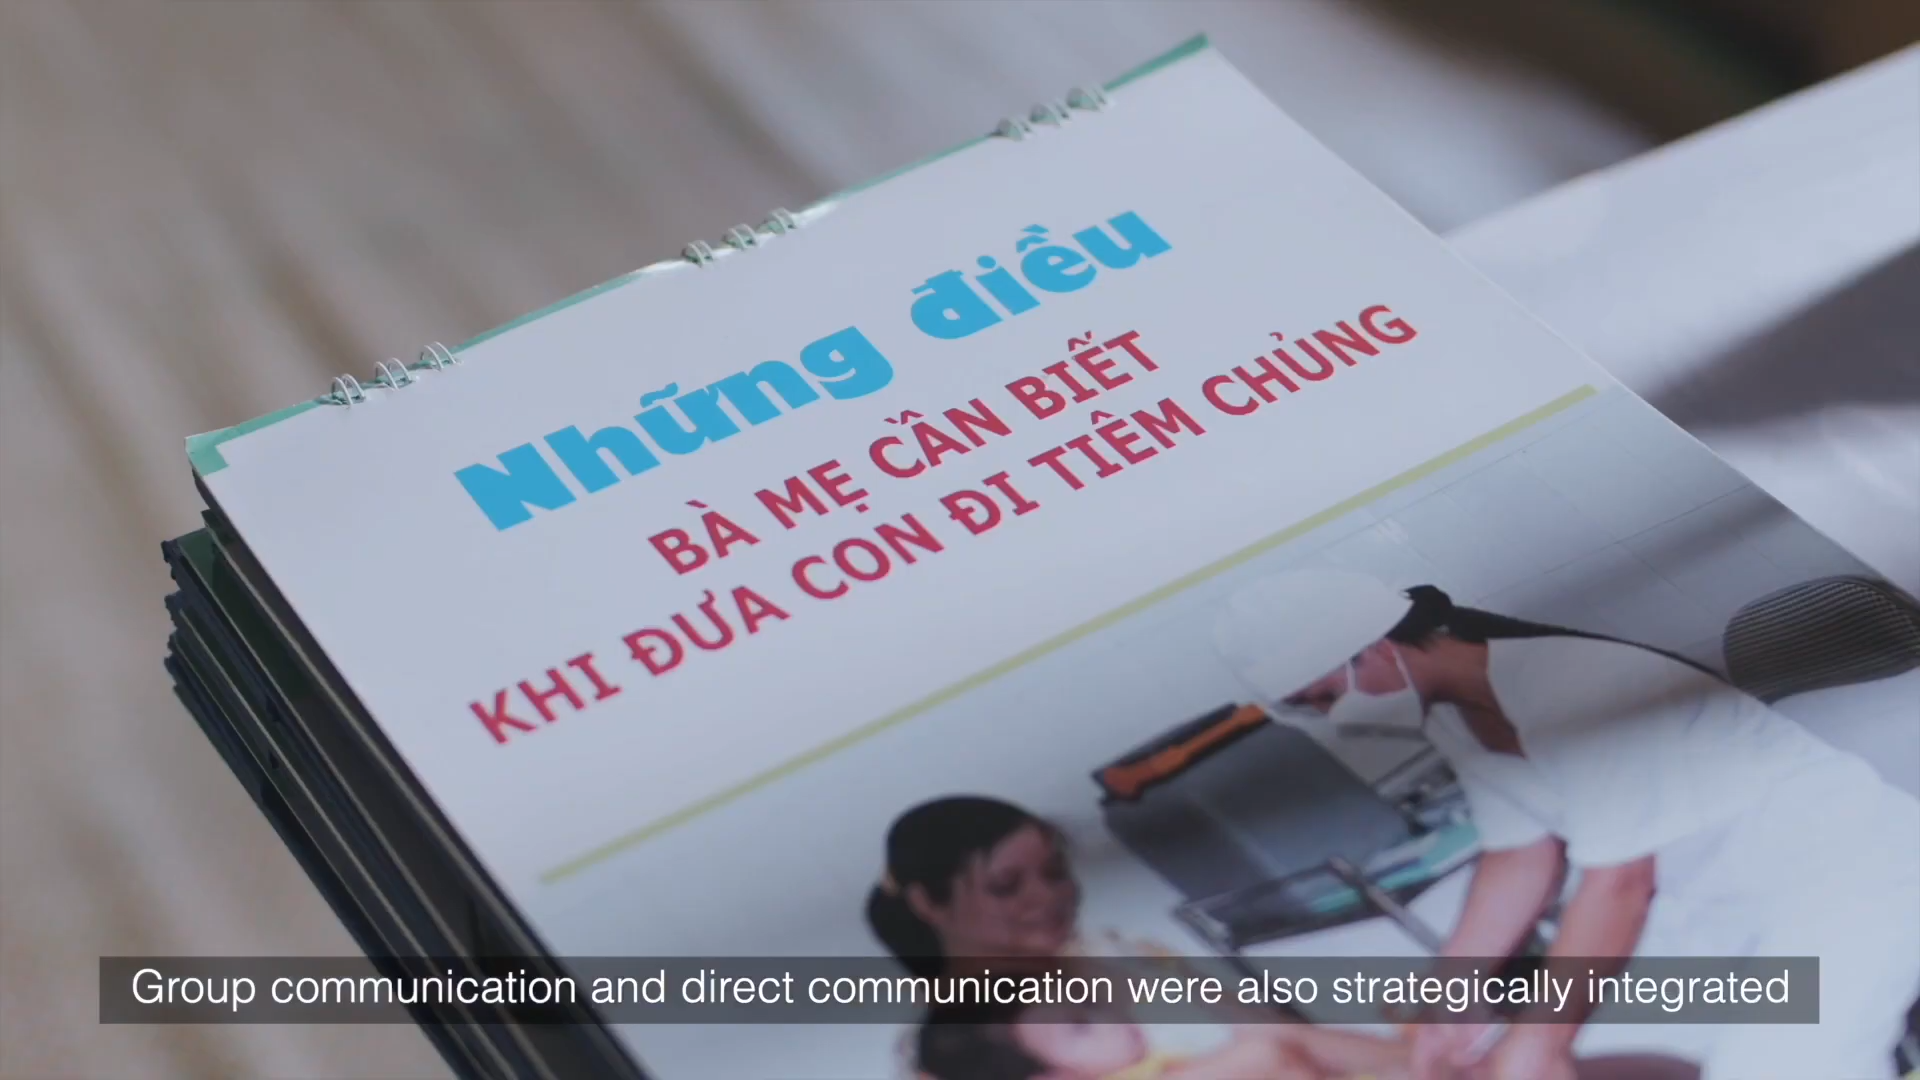 Những điều
BÀ MẸ CẦN BIẾT
KHI ĐƯA CON ĐI TIÊM CHỦNG
Group communication and direct communication were also strategically integrated